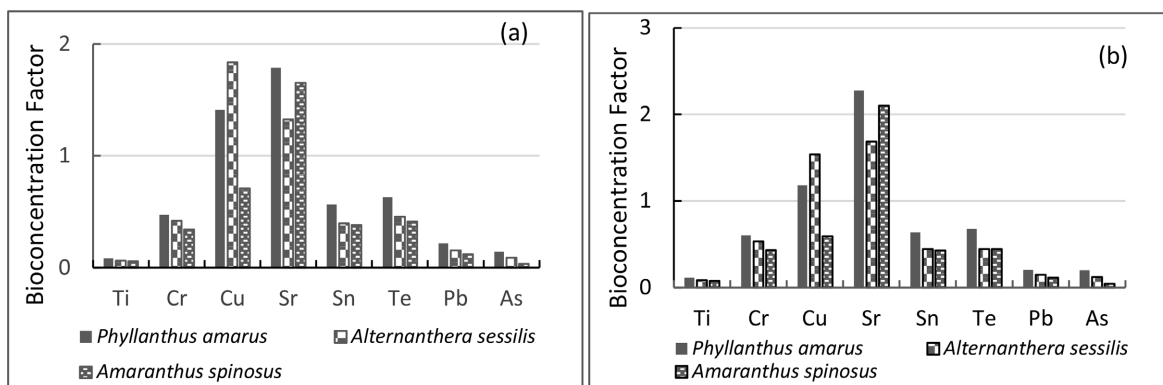 (a)
Bioconcentration Factor
2
1
0
Ti Cr Cu Sr Sn Te Pb As
Phyllanthus amarus Alternanthera sessilis
Amaranthus spinosus
(b)
Bioconcentration Factor
3
2
1
0
Ti Cr Cu Sr Sn Te Pb As
Phyllanthus amarus Alternanthera sessilis
Amaranthus spinosus